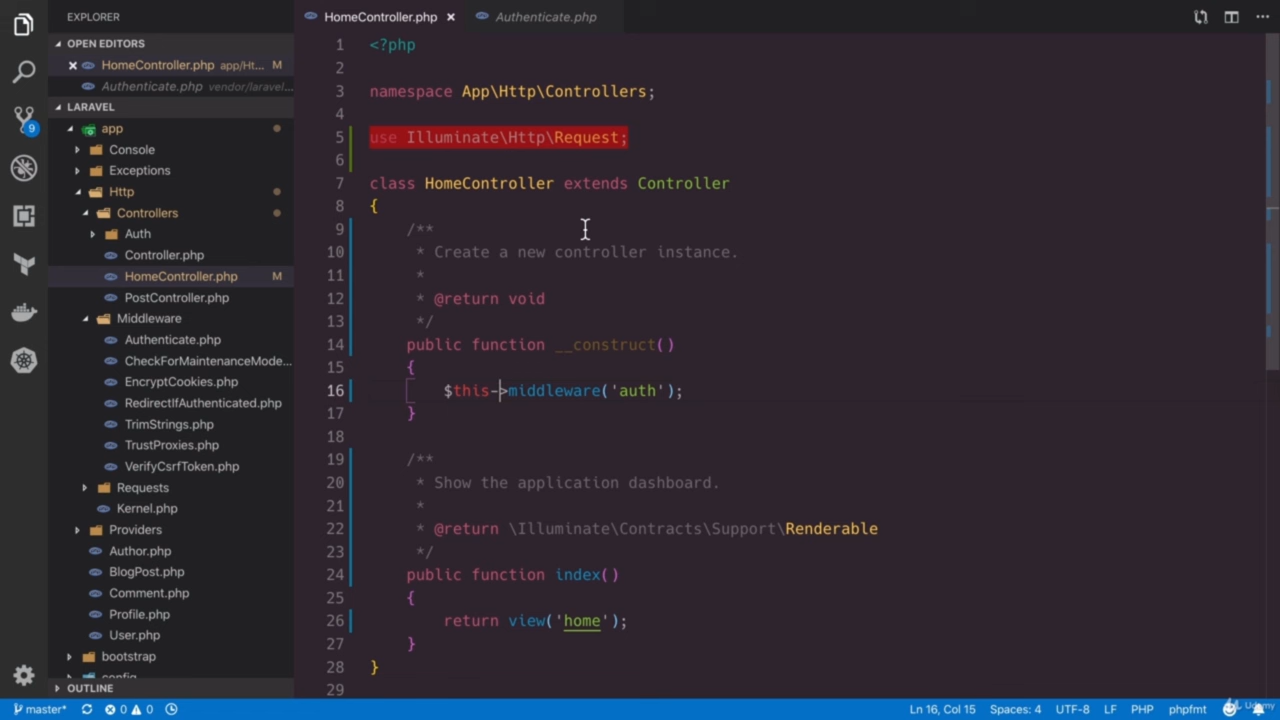 EXPLORER
OPEN EDITORS
HomeController.php app/Ht... M
Authenticate.php vendor/laravel...
LARAVEL
app
Console
Exceptions
Http
Controllers
Auth
Controller.php
HomeController.php M
PostController.php
Middleware
Authenticate.php
CheckForMaintenanceMode...
EncryptCookies.php
RedirectIfAuthenticated.php
TrimStrings.php
TrustProxies.php
VerifyCsrfToken.php
Requests
Kernel.php
Providers
Author.php
BlogPost.php
Comment.php
Profile.php
User.php
bootstrap
config
OUTLINE
9
HomeController.php Authenticate.php
1 <?php
2
3 namespace App\Http\Controllers;
4
5 use Illuminate\Http\Request;
6
7 class HomeController extends Controller
8 {
9 /**
10 * Create a new controller instance.
11 *
12 * @return void
13 */
14 public function __construct()
15 {
16 $this->middleware('auth');
17 }
18
19 /**
20 * Show the application dashboard.
21 *
22 * @return \Illuminate\Contracts\Support\Renderable
23 */
24 public function index()
25 {
26 return view('home');
27 }
28 }
29
master* 0 0 Ln 16, Col 15 Spaces: 4 UTF-8 LF PHP phpfmt
Udemy